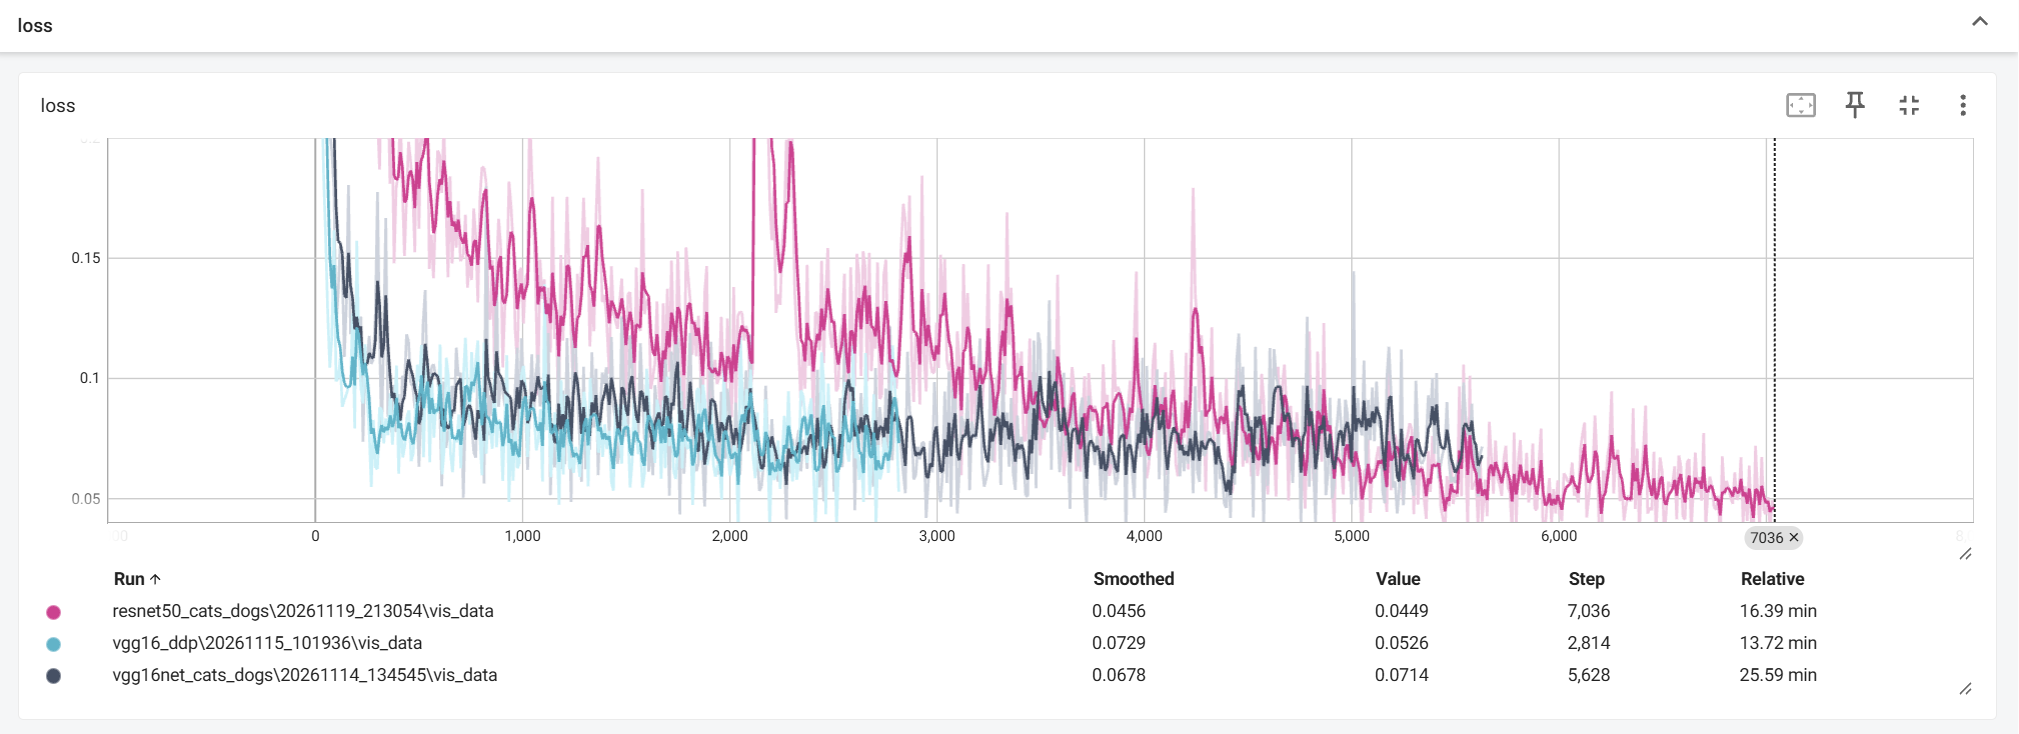 loss
loss
0.2
0.15
0.1
0.05
0 1,000 2,000 3,000 4,000 5,000 6,000 7036 ×
Run ↑ Smoothed Value Step Relative
resnet50_cats_dogs\20261119_213054\vis_data 0.0456 0.0449 7,036 16.39 min
vgg16_ddp\20261115_101936\vis_data 0.0729 0.0526 2,814 13.72 min
vgg16net_cats_dogs\20261114_134545\vis_data 0.0678 0.0714 5,628 25.59 min